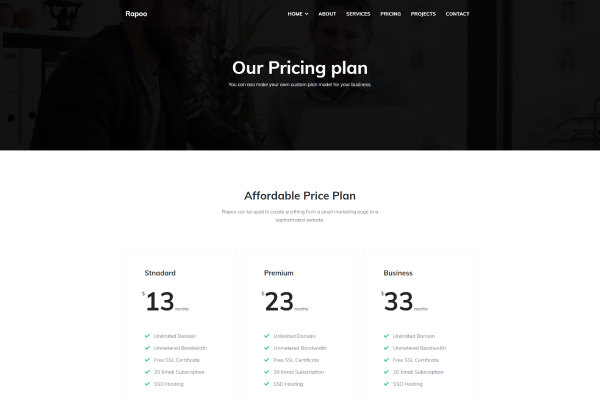 Rapoo
HOME ABOUT SERVICES PRICING PROJECTS CONTACT
Our Pricing plan
You can also make your own custom plan model for your business.
Affordable Price Plan
Rapoo can be used to create anything from a small marketing page to a
sophisticated website.
Stnadard Premium Business
$13 monthly $23 monthly $33 monthly
Unlimited Domain Unlimited Domain Unlimited Domain
Unmetered Bandwidth Unmetered Bandwidth Unmetered Bandwidth
Free SSL Certificate Free SSL Certificate Free SSL Certificate
20 Email Subscription 20 Email Subscription 20 Email Subscription
SSD Hosting SSD Hosting SSD Hosting